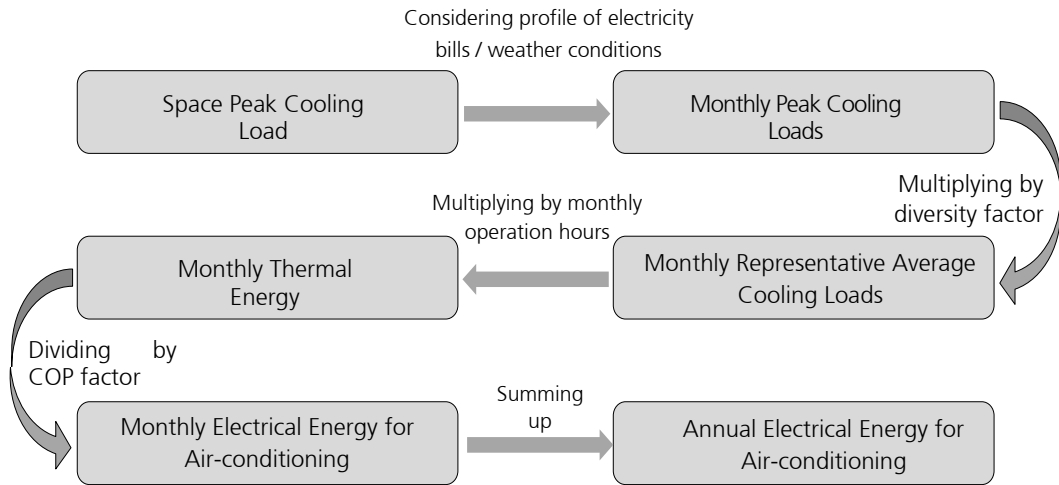 Considering profile of electricity
bills / weather conditions
Space Peak Cooling
Load
Monthly Peak Cooling
Loads
Multiplying by
diversity factor
Multiplying by monthly
operation hours
Monthly Representative Average
Cooling Loads
Monthly Thermal
Energy
Dividing by
COP factor
Monthly Electrical Energy for
Air-conditioning
Summing
up
Annual Electrical Energy for
Air-conditioning